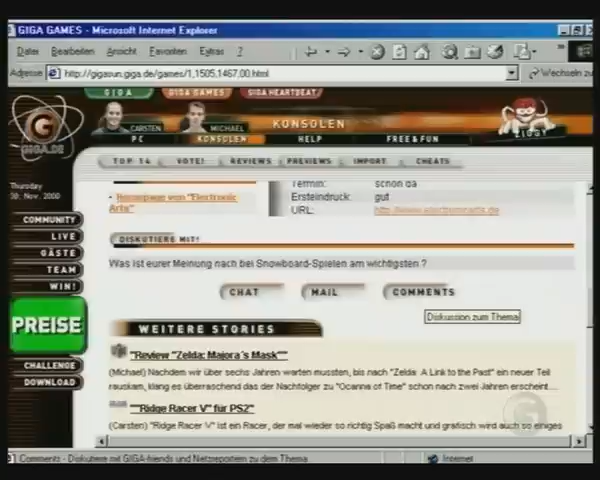 GIGA GAMES - Microsoft Internet Explorer
Datei Bearbeiten Ansicht Favoriten Extras ?
Adresse http://gigasun.giga.de/games/1,1505,1467,00.html Wechseln zu
GIGA GIGA GAMES GIGA HEARTBEAT
CARSTEN MICHAEL KONSOLEN
ZIGGY
GIGA.DE
PC KONSOLEN HELP FREE & FUN
TOP 14 VOTE! REVIEWS PREVIEWS IMPORT CHEATS
Thursday
30. Nov. 2000
COMMUNITY
LIVE
GÄSTE
TEAM
WIN!
PREISE
CHALLENGE
DOWNLOAD
Termin: schon da
Homepage von "Electronic
Arts"
Ersteindruck: gut
URL: http://www.electronicarts.de
DISKUTIERE MIT!
Was ist eurer Meinung nach bei Snowboard-Spielen am wichtigsten ?
CHAT MAIL COMMENTS
Diskussion zum Thema
WEITERE STORIES
"Review "Zelda: Majora´s Mask""
(Michael) Nachdem wir über sechs Jahren warten mussten, bis nach "Zelda: A Link to the Past" ein neuer Teil
rauskam, klang es überraschend das der Nachfolger zu "Ocarina of Time" schon nach zwei Jahren erscheint...
""Ridge Racer V" für PS2"
(Carsten) "Ridge Racer V" ist ein Racer, der mal wieder so richtig Spaß macht und grafisch wird auch so einiges
Comments - Diskutiere mit GIGA-friends und Netzreportern zu dem Thema Internet